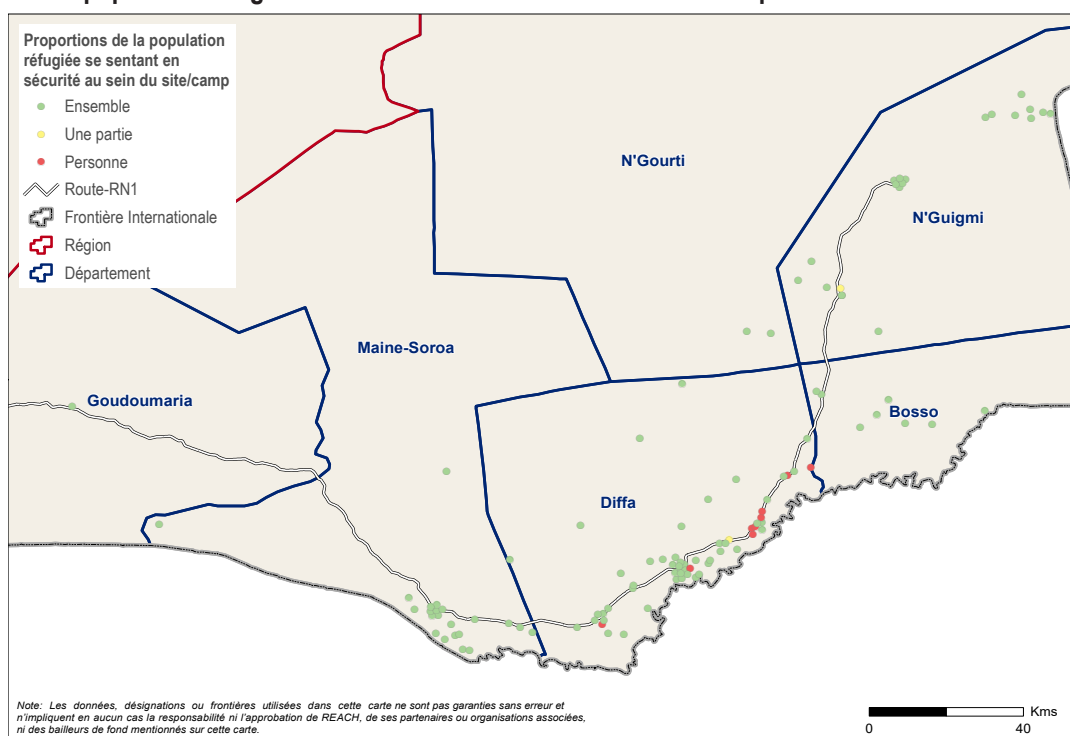 Proportions de la population
réfugiée se sentant en
sécurité au sein du site/camp
Ensemble
Une partie
Personne
Route-RN1
Frontière Internationale
Région
Département
N'Gourti
N'Guigmi
Maine-Soroa
Goudoumaria
Bosso
Diffa
Note: Les données, désignations ou frontières utilisées dans cette carte ne sont pas garanties sans erreur et
n'impliquent en aucun cas la responsabilité ni l'approbation de REACH, de ses partenaires ou organisations associées,
ni des bailleurs de fond mentionnés sur cette carte.
Kms
0
40